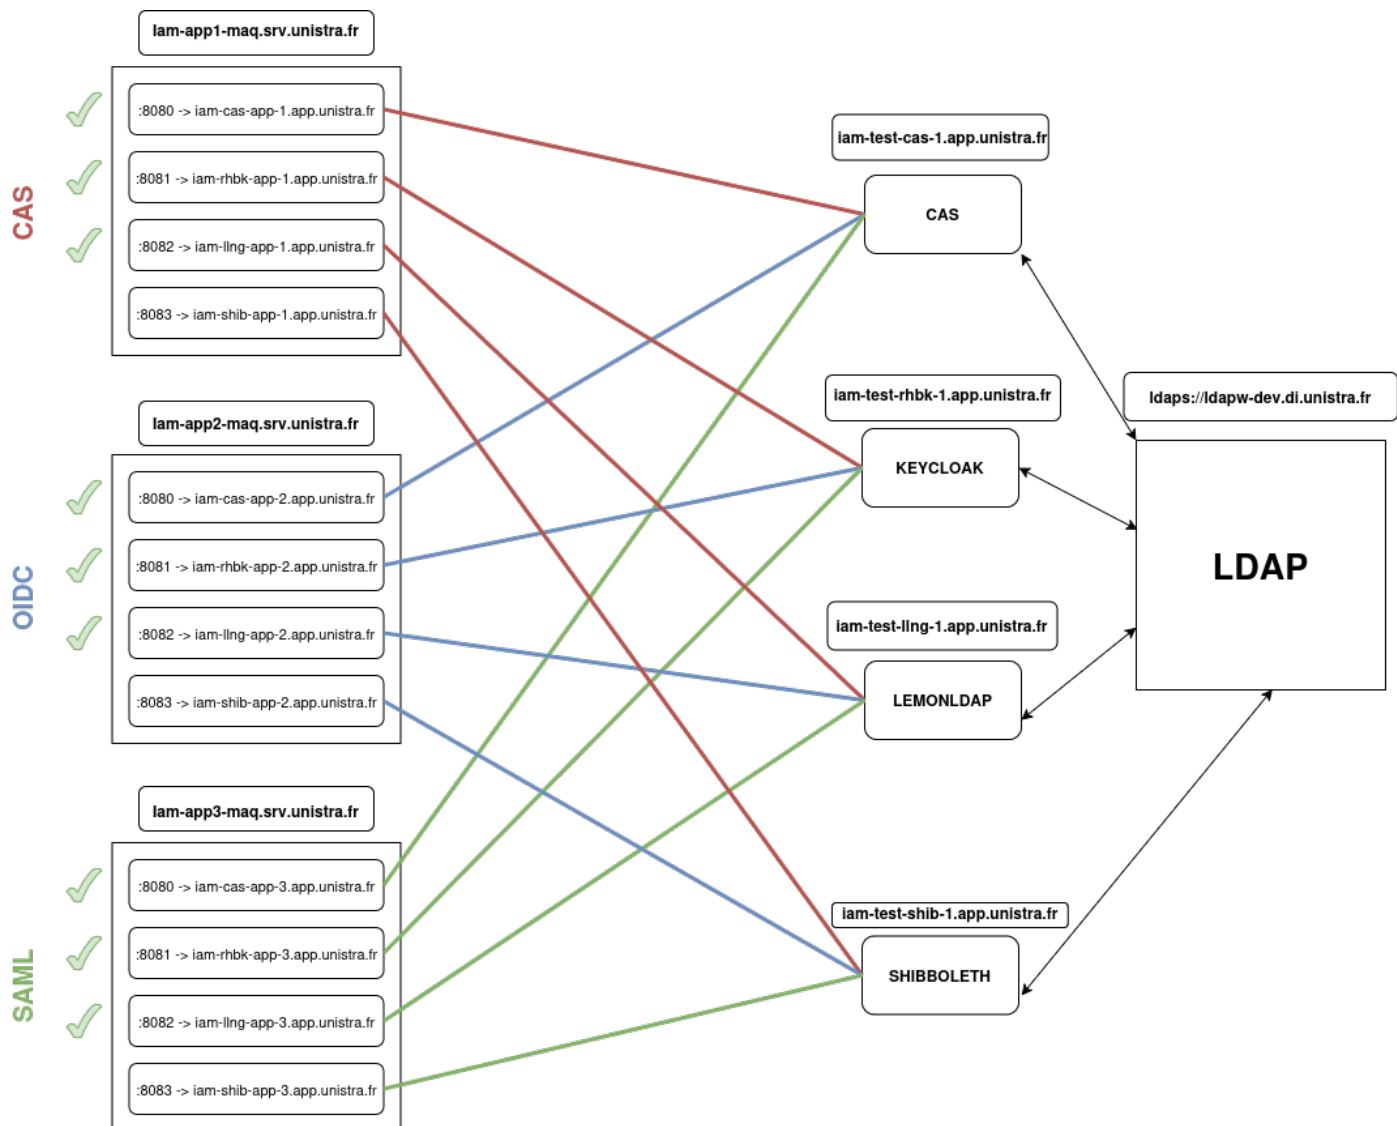 Iam-app1-maq.srv.unistra.fr
CAS
:8080 -> iam-cas-app-1.app.unistra.fr
:8081 -> iam-rhbk-app-1.app.unistra.fr
:8082 -> iam-llng-app-1.app.unistra.fr
:8083 -> iam-shib-app-1.app.unistra.fr
Iam-app2-maq.srv.unistra.fr
OIDC
:8080 -> iam-cas-app-2.app.unistra.fr
:8081 -> iam-rhbk-app-2.app.unistra.fr
:8082 -> iam-llng-app-2.app.unistra.fr
:8083 -> iam-shib-app-2.app.unistra.fr
Iam-app3-maq.srv.unistra.fr
SAML
:8080 -> iam-cas-app-3.app.unistra.fr
:8081 -> iam-rhbk-app-3.app.unistra.fr
:8082 -> iam-llng-app-3.app.unistra.fr
:8083 -> iam-shib-app-3.app.unistra.fr
iam-test-cas-1.app.unistra.fr
CAS
iam-test-rhbk-1.app.unistra.fr
KEYCLOAK
iam-test-llng-1.app.unistra.fr
LEMONLDAP
iam-test-shib-1.app.unistra.fr
SHIBBOLETH
ldaps://ldapw-dev.di.unistra.fr
LDAP